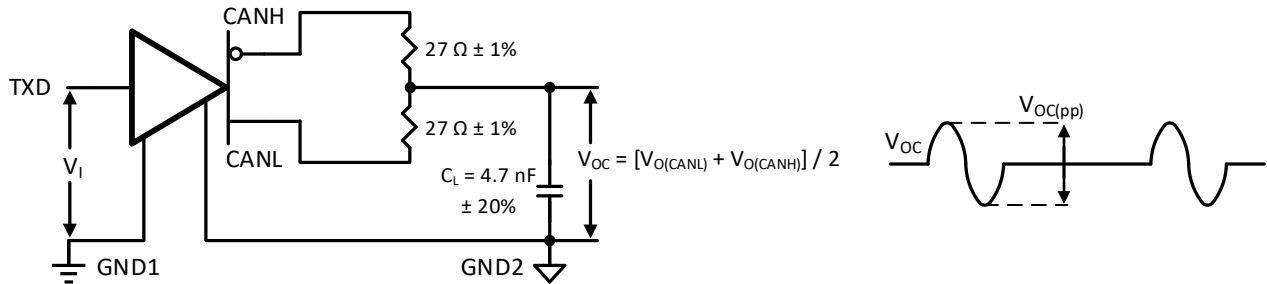 CANH
27 Ω ± 1%
TXD
V_I
27 Ω ± 1%
CANL
C_L = 4.7 nF
± 20%
V_OC = [V_O(CANL) + V_O(CANH)] / 2
GND1
GND2
V_OC(pp)
V_OC